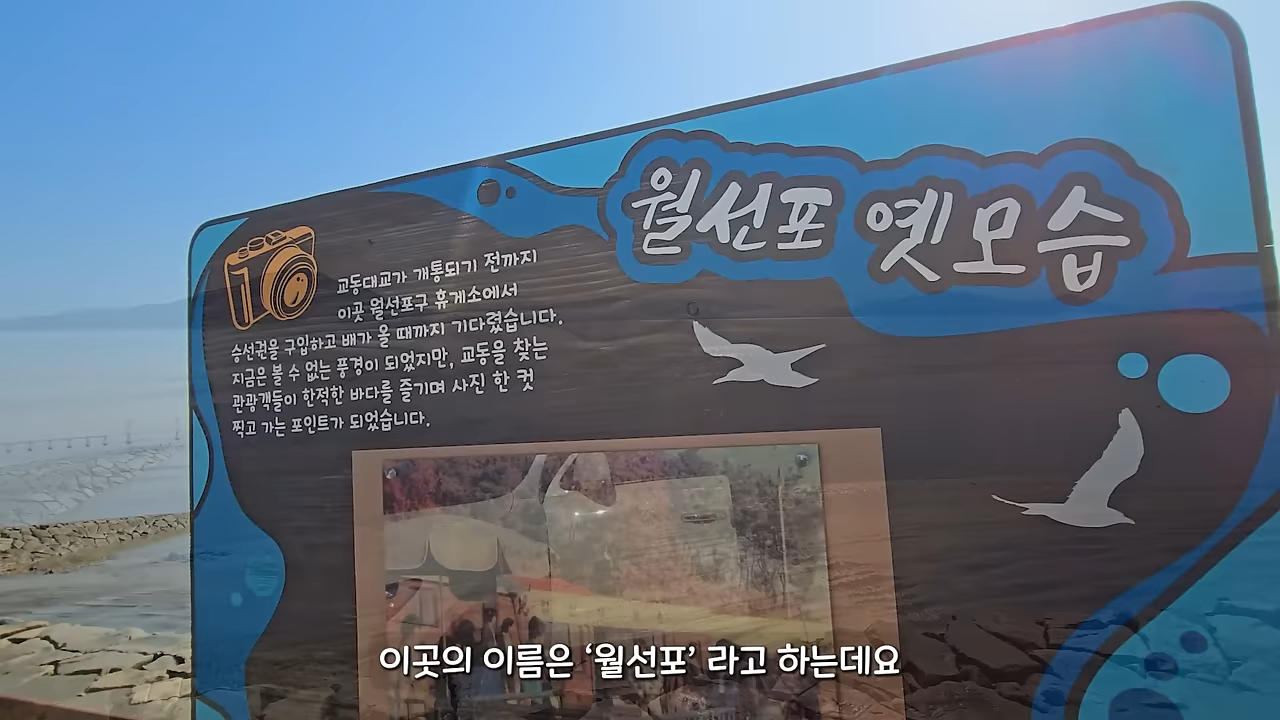 월선포 옛모습
교동대교가 개통되기 전까지
이곳 월선포구 휴게소에서
승선권을 구입하고 배가 올 때까지 기다렸습니다.
지금은 볼 수 없는 풍경이 되었지만, 교동을 찾는
관광객들이 한적한 바다를 즐기며 사진 한 컷
찍고 가는 포인트가 되었습니다.
이곳의 이름은 ‘월선포’ 라고 하는데요